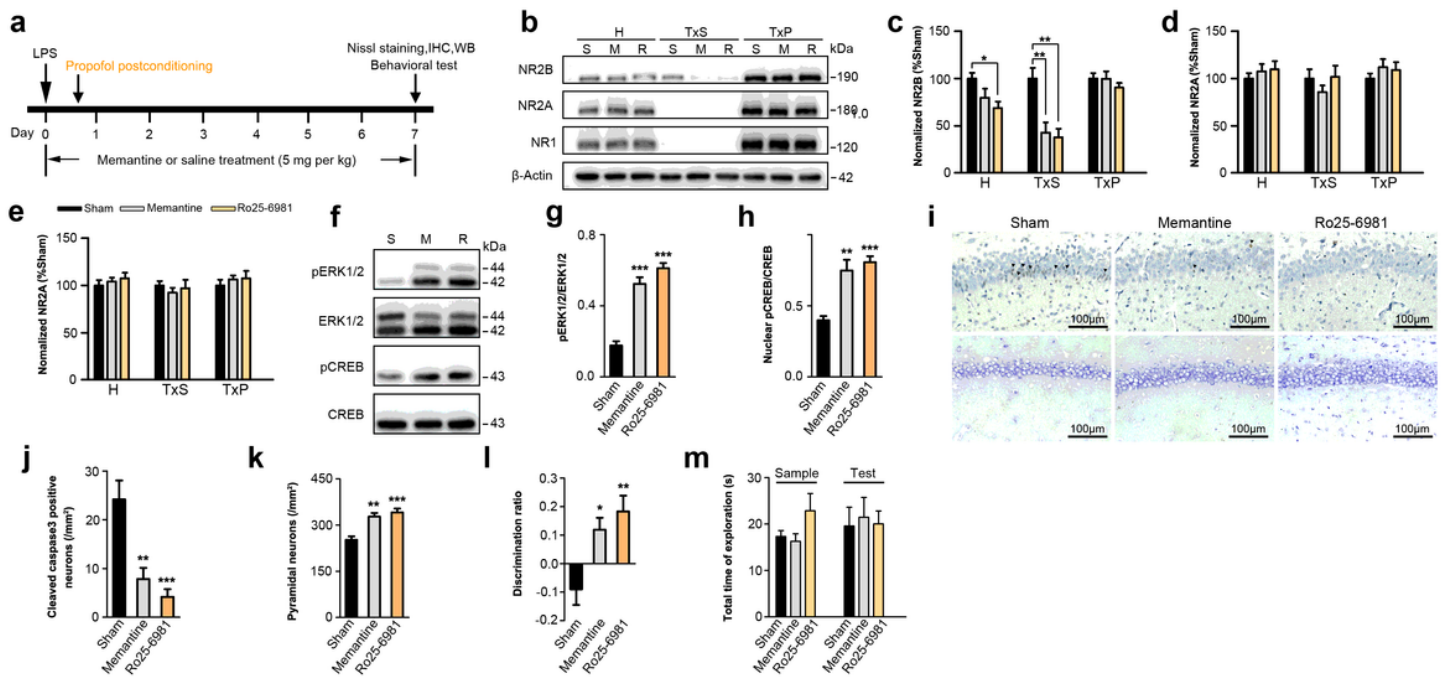 a
LPS
Propofol postconditioning
Nissl staining,IHC,WB
Behavioral test
Day 0 1 2 3 4 5 6 7
Memantine or saline treatment (5 mg per kg)
b
H TxS TxP
S M R S M R S M R kDa
NR2B -190
NR2A -180
1.0
NR1 -120
β-Actin -42
c
Nomalized NR2B (%Sham)
150
100
50
0
* ** **
H TxS TxP
d
Nomalized NR2A (%Sham)
150
100
50
0
H TxS TxP
e
Sham Memantine Ro25-6981
Nomalized NR2A (%Sham)
150
100
50
0
H TxS TxP
f
S M R kDa
pERK1/2 -44
-42
ERK1/2 -44
-42
pCREB -43
CREB -43
g
pERK1/2/ERK1/2
0.8
0.6
0.3
0.0
*** ***
Sham
Memantine
Ro25-6981
h
Nuclear pCREB/CREB
0.5
0.0
** ***
Sham
Memantine
Ro25-6981
i
Sham Memantine Ro25-6981
100μm 100μm 100μm
100μm 100μm 100μm
j
Cleaved caspase3 positive
neurons (/mm²)
30
20
10
0
** ***
Sham
Memantine
Ro25-6981
k
Pyramidal neurons (/mm²)
450
300
150
0
** ***
Sham
Memantine
Ro25-6981
l
Discrimination ratio
0.3
0.2
0.1
0.0
-0.1
-0.2
* **
Sham
Memantine
Ro25-6981
m
Sample Test
Total time of exploration (s)
30
20
10
0
Sham
Memantine
Ro25-6981
Sham
Memantine
Ro25-6981